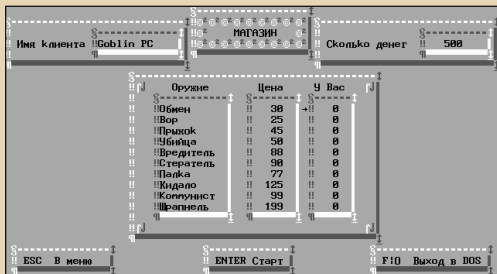 МАГАЗИН
Имя клиента Goblin PC
Сколько денег 500
Оружие Цена У Вас
Обмен 30 0
Вор 25 0
Прыжок 45 0
Убийца 50 0
Вредитель 88 0
Стератель 90 0
Палка 77 0
Кидало 125 0
Коммунист 99 0
Шрапнель 199 0
ESC В меню
ENTER Старт
F10 Выход в DOS